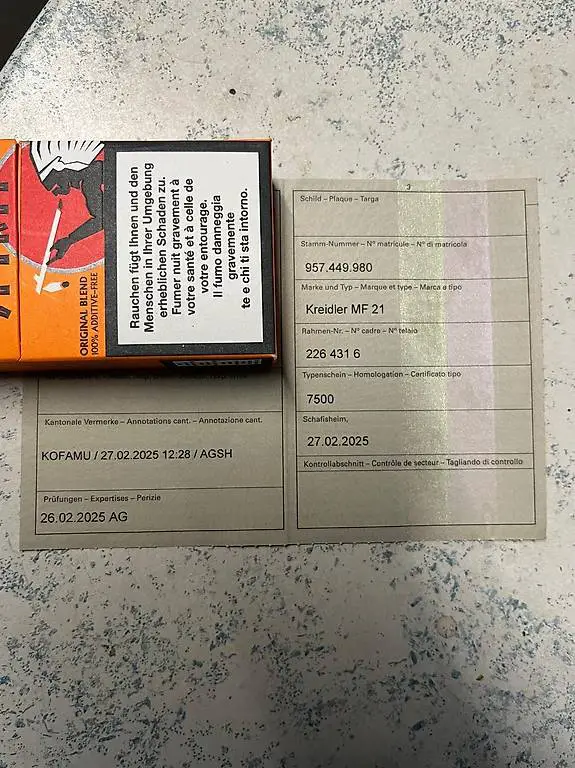 ORIGINAL BLEND
100% ADDITIVE-FREE
Rauchen fügt Ihnen und den
Menschen in Ihrer Umgebung
erheblichen Schaden zu.
Fumer nuit gravement à
votre santé et à celle de
votre entourage.
Il fumo danneggia
gravemente
te e chi ti sta intorno.
Kantonale Vermerke – Annotations cant. – Annotazione cant.
KOFAMU / 27.02.2025 12:28 / AGSH
Prüfungen – Expertises – Perizie
26.02.2025 AG
3
Schild – Plaque – Targa
Stamm-Nummer – N° matricule – N° di matricola
957.449.980
Marke und Typ – Marque et type – Marca e tipo
Kreidler MF 21
Rahmen-Nr. – N° cadre – N° telaio
226 431 6
Typenschein – Homologation – Certificato tipo
7500
Schafisheim,
27.02.2025
Kontrollabschnitt – Contrôle de secteur – Tagliando di controllo